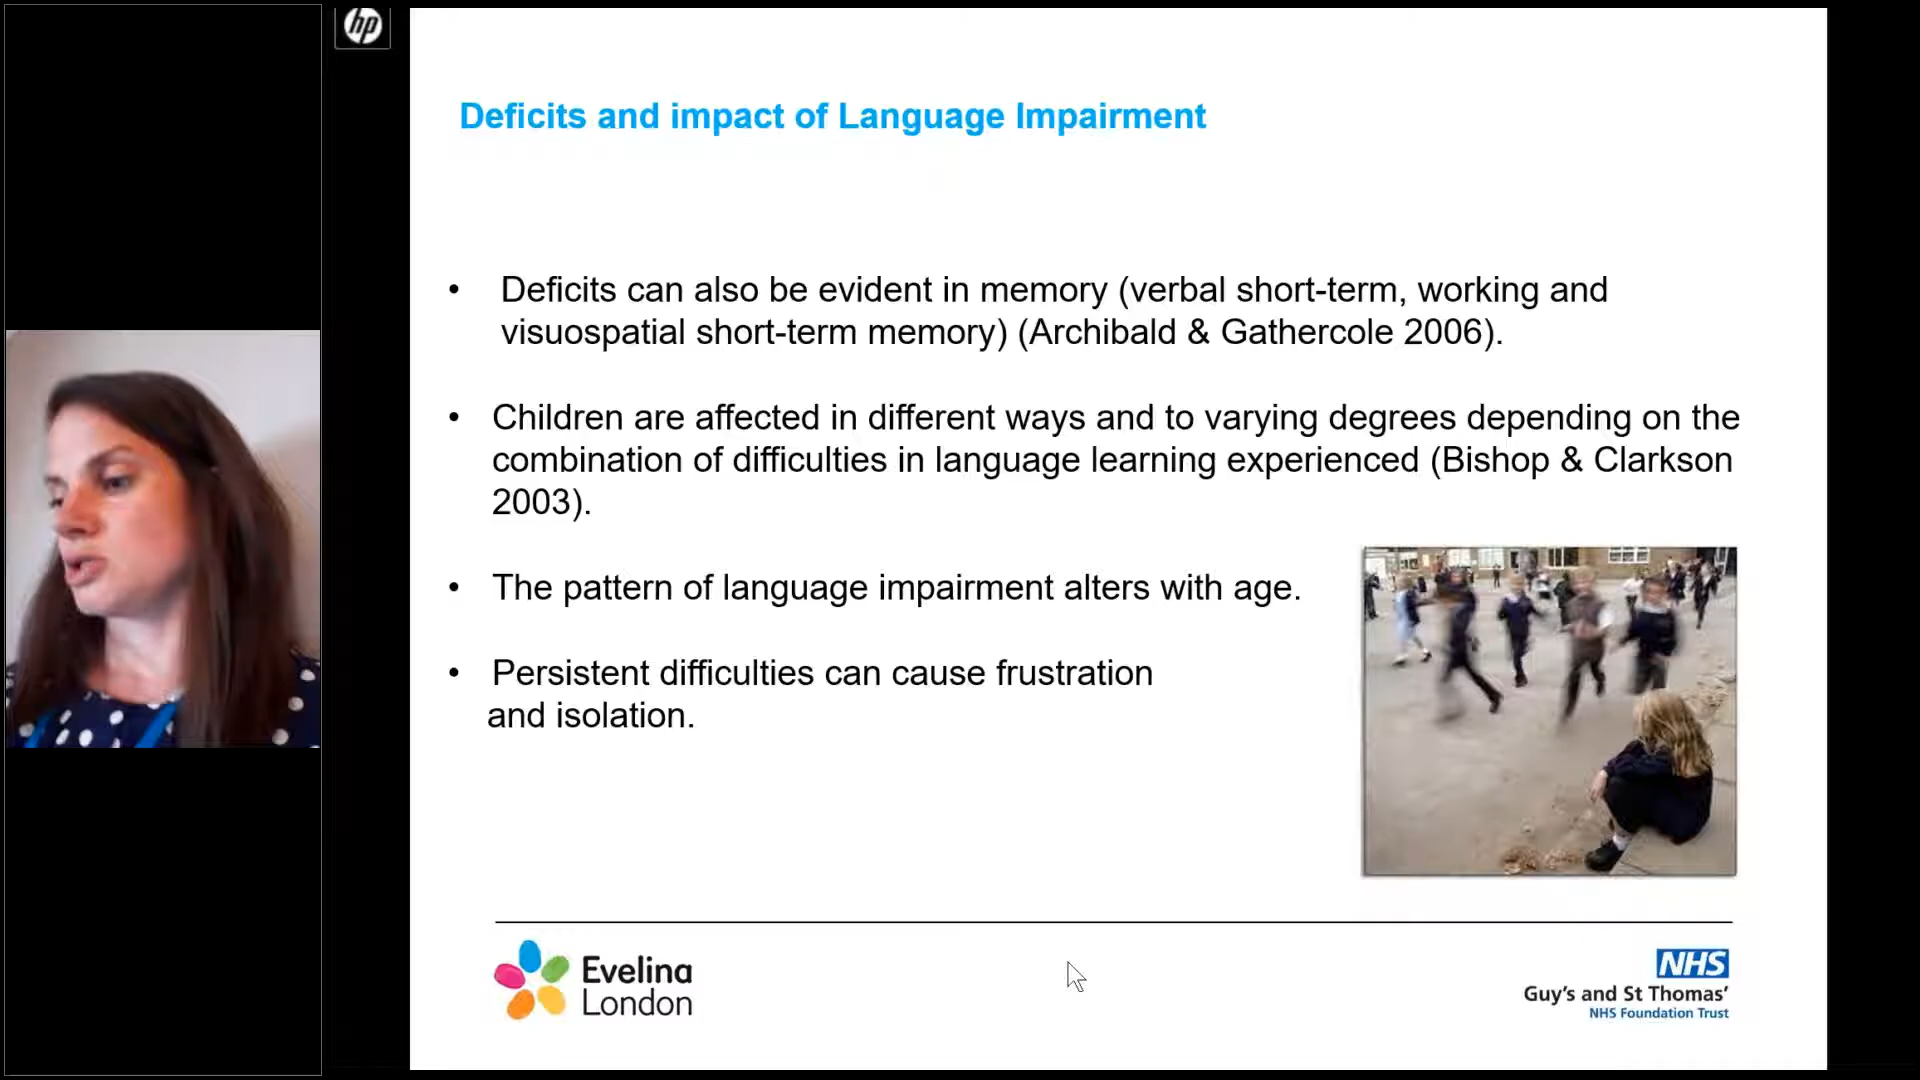 hp
Deficits and impact of Language Impairment
• Deficits can also be evident in memory (verbal short-term, working and
visuospatial short-term memory) (Archibald & Gathercole 2006).
• Children are affected in different ways and to varying degrees depending on the
combination of difficulties in language learning experienced (Bishop & Clarkson
2003).
• The pattern of language impairment alters with age.
• Persistent difficulties can cause frustration
and isolation.
Evelina
London
NHS
Guy's and St Thomas'
NHS Foundation Trust